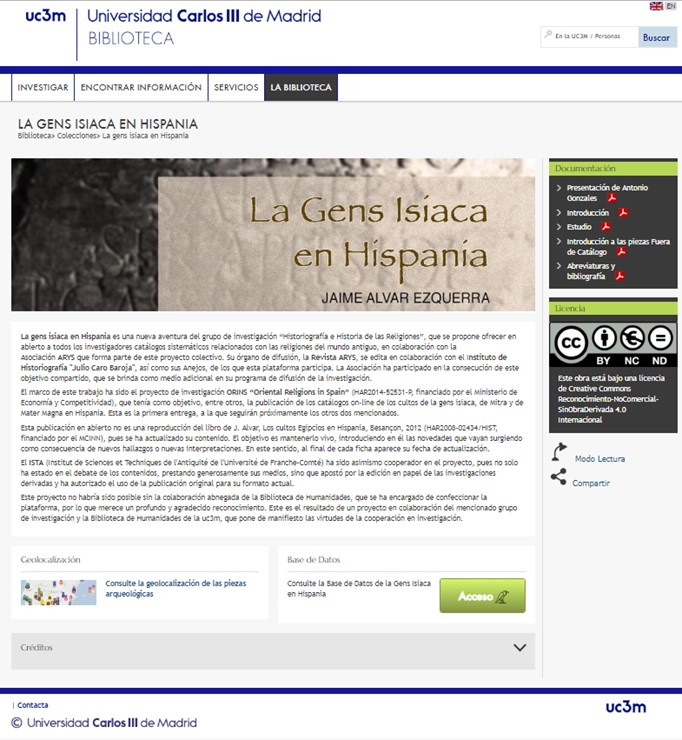 uc3m
Universidad Carlos III de Madrid
BIBLIOTECA
EN
En la UC3M / Personas
Buscar
INVESTIGAR
ENCONTRAR INFORMACIÓN
SERVICIOS
LA BIBLIOTECA
LA GENS ISIACA EN HISPANIA
Biblioteca> Colecciones> La gens isiaca en Hispania
La Gens Isiaca
en Hispania
JAIME ALVAR EZQUERRA
La gens isiaca en Hispania es una nueva aventura del grupo de investigación "Historiografía e Historia de las Religiones", que se propone ofrecer en
abierto a todos los investigadores catálogos sistemáticos relacionados con las religiones del mundo antiguo, en colaboración con la
Asociación ARYS que forma parte de este proyecto colectivo. Su órgano de difusión, la Revista ARYS, se edita en colaboración con el Instituto de
Historiografía "Julio Caro Baroja", así como sus Anejos, de los que esta plataforma participa. La Asociación ha participado en la consecución de este
objetivo compartido, que se brinda como medio adicional en su programa de difusión de la investigación.
El marco de este trabajo ha sido el proyecto de investigación ORINS "Oriental Religions in Spain" (HAR2014-52531-P, financiado por el Ministerio de
Economía y Competitividad), que tenía como objetivo, entre otros, la publicación de los catálogos on-line de los cultos de la gens isiaca, de Mitra y de
Mater Magna en Hispania. Esta es la primera entrega, a la que seguirán próximamente los otros dos mencionados.
Esta publicación en abierto no es una reproducción del libro de J. Alvar, Los cultos Egipcios en Hispania, Besançon, 2012 (HAR2008-02434/HIST,
financiado por el MCINN), pues se ha actualizado su contenido. El objetivo es mantenerlo vivo, introduciendo en él las novedades que vayan surgiendo
como consecuencia de nuevos hallazgos o nuevas interpretaciones. En este sentido, al final de cada ficha aparece su fecha de actualización.
El ISTA (Institut de Sciences et Techniques de l'Antiquité de l'Université de Franche-Comté) ha sido asimismo cooperador en el proyecto, pues no solo
ha estado en el debate de los contenidos, prestando generosamente sus medios, sino que apostó por la edición en papel de las investigaciones
derivadas y ha autorizado el uso de la publicación original para su formato actual.
Este proyecto no habría sido posible sin la colaboración abnegada de la Biblioteca de Humanidades, que se ha encargado de confeccionar la
plataforma, por lo que merece un profundo y agradecido reconocimiento. Este es el resultado de un proyecto en colaboración del mencionado grupo
de investigación y la Biblioteca de Humanidades de la uc3m, que pone de manifiesto las virtudes de la cooperación en investigación.
Geolocalización
Consulte la geolocalización de las piezas
arqueológicas
Base de Datos
Consulte la Base de Datos de la Gens Isiaca
en Hispania
Acceso
Créditos
Documentación
Presentación de Antonio
Gonzales
Introducción
Estudio
Introducción a las piezas Fuera
de Catálogo
Abreviaturas y
bibliografía
Licencia
cc
BY NC ND
Este obra está bajo una licencia
de Creative Commons
Reconocimiento-NoComercial-
SinObraDerivada 4.0
Internacional
Modo Lectura
Compartir
| Contacta
© Universidad Carlos III de Madrid
uc3m